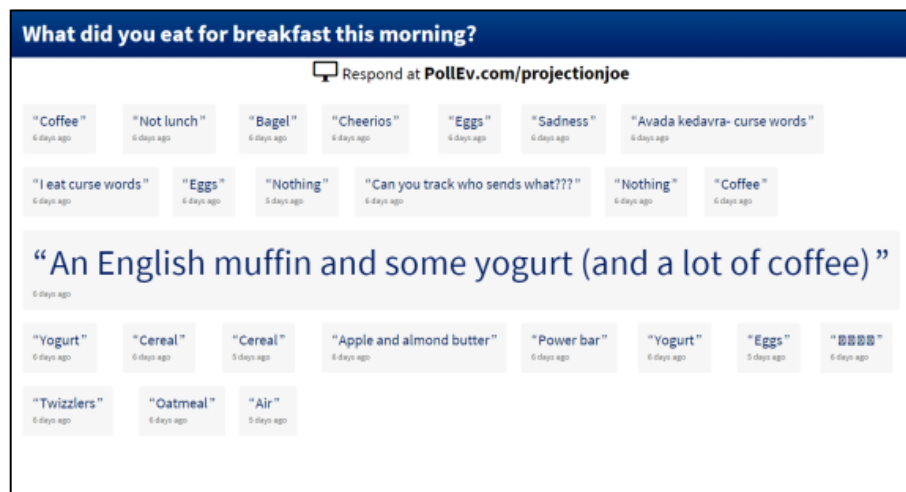 What did you eat for breakfast this morning?
Respond at PollEv.com/projectionjoe
“Coffee” “Not lunch” “Bagel” “Cheerios” “Eggs” “Sadness” “Avada kedavra- curse words”
6 days ago 6 days ago 6 days ago 6 days ago 6 days ago 6 days ago 6 days ago
“I eat curse words” “Eggs” “Nothing” “Can you track who sends what???” “Nothing” “Coffee”
6 days ago 6 days ago 5 days ago 6 days ago 6 days ago 6 days ago
“An English muffin and some yogurt (and a lot of coffee)”
6 days ago
“Yogurt” “Cereal” “Cereal” “Apple and almond butter” “Power bar” “Yogurt” “Eggs” “”
6 days ago 6 days ago 5 days ago 6 days ago 6 days ago 6 days ago 5 days ago 6 days ago
“Twizzlers” “Oatmeal” “Air”
6 days ago 6 days ago 5 days ago